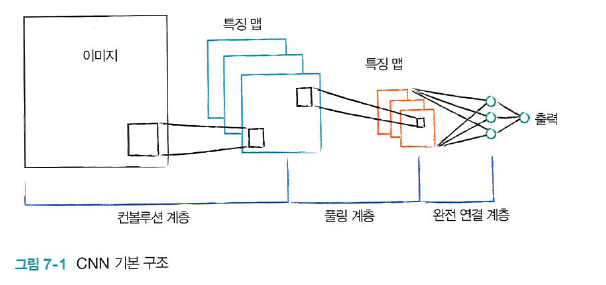 특징 맵
이미지
특징 맵
출력
컨볼루션 계층
풀링 계층
완전 연결 계층
그림 7-1 CNN 기본 구조